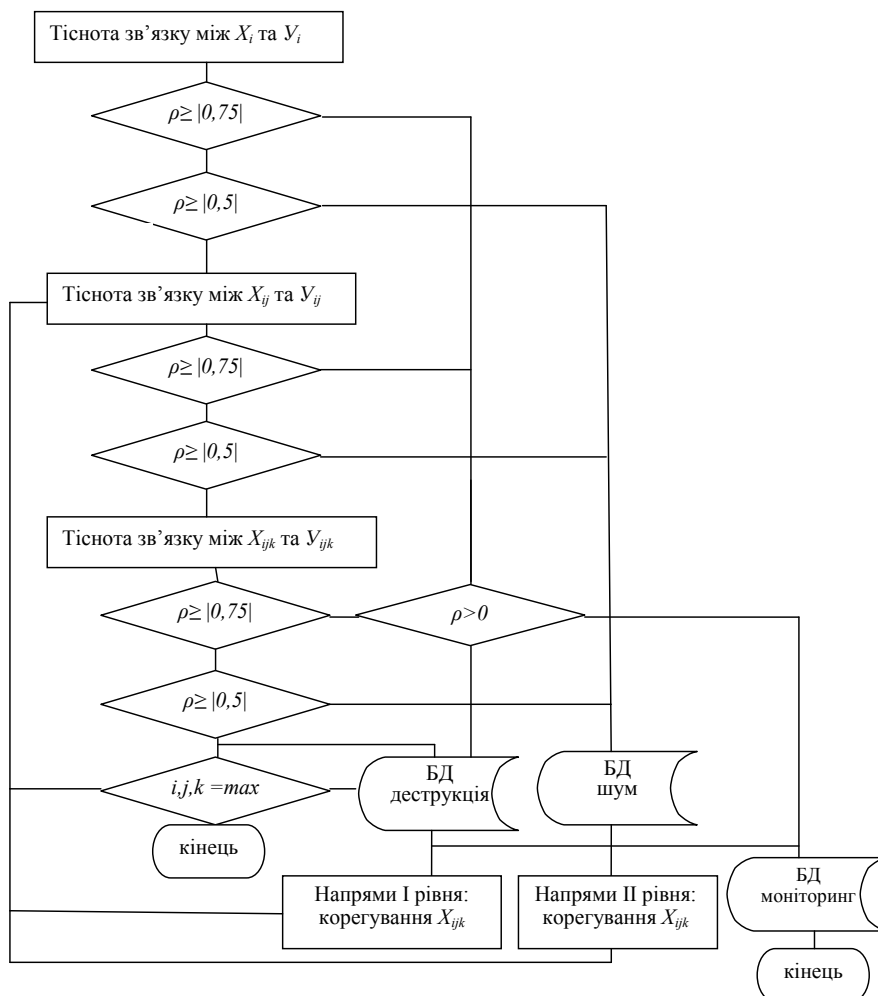 Тіснота зв’язку між Xi та Уi
ρ≥ |0,75|
ρ≥ |0,5|
Тіснота зв’язку між Xij та Уij
ρ≥ |0,75|
ρ≥ |0,5|
Тіснота зв’язку між Xijk та Уijk
ρ≥ |0,75|
ρ>0
ρ≥ |0,5|
i,j,k =max
БД
деструкція
БД
шум
кінець
Напрями I рівня:
корегування Xijk
Напрями II рівня:
корегування Xijk
БД
моніторинг
кінець